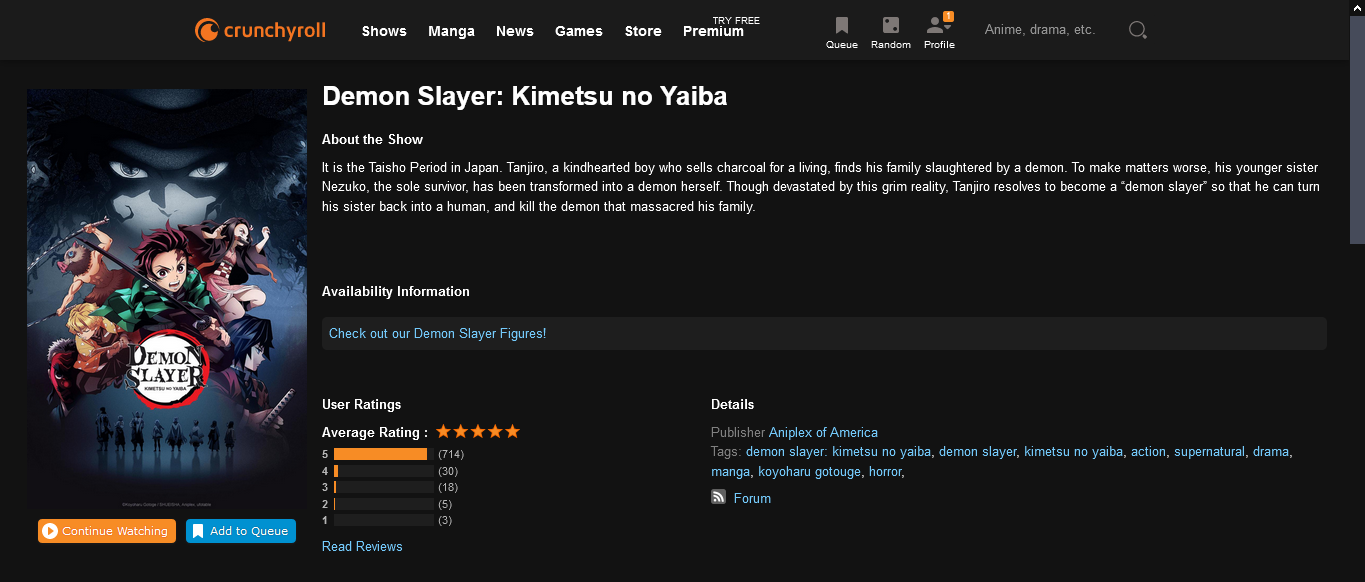 crunchyroll
Shows Manga News Games Store Premium TRY FREE
Queue Random Profile 1
Anime, drama, etc.
Demon Slayer: Kimetsu no Yaiba
About the Show
It is the Taisho Period in Japan. Tanjiro, a kindhearted boy who sells charcoal for a living, finds his family slaughtered by a demon. To make matters worse, his younger sister
Nezuko, the sole survivor, has been transformed into a demon herself. Though devastated by this grim reality, Tanjiro resolves to become a “demon slayer” so that he can turn
his sister back into a human, and kill the demon that massacred his family.
Availability Information
Check out our Demon Slayer Figures!
DEMON
SLAYER
KIMETSU NO YAIBA
Continue Watching
Add to Queue
User Ratings
Average Rating :
5 (714)
4 (30)
3 (18)
2 (5)
1 (3)
Read Reviews
Details
Publisher Aniplex of America
Tags: demon slayer: kimetsu no yaiba, demon slayer, kimetsu no yaiba, action, supernatural, drama,
manga, koyoharu gotouge, horror,
Forum